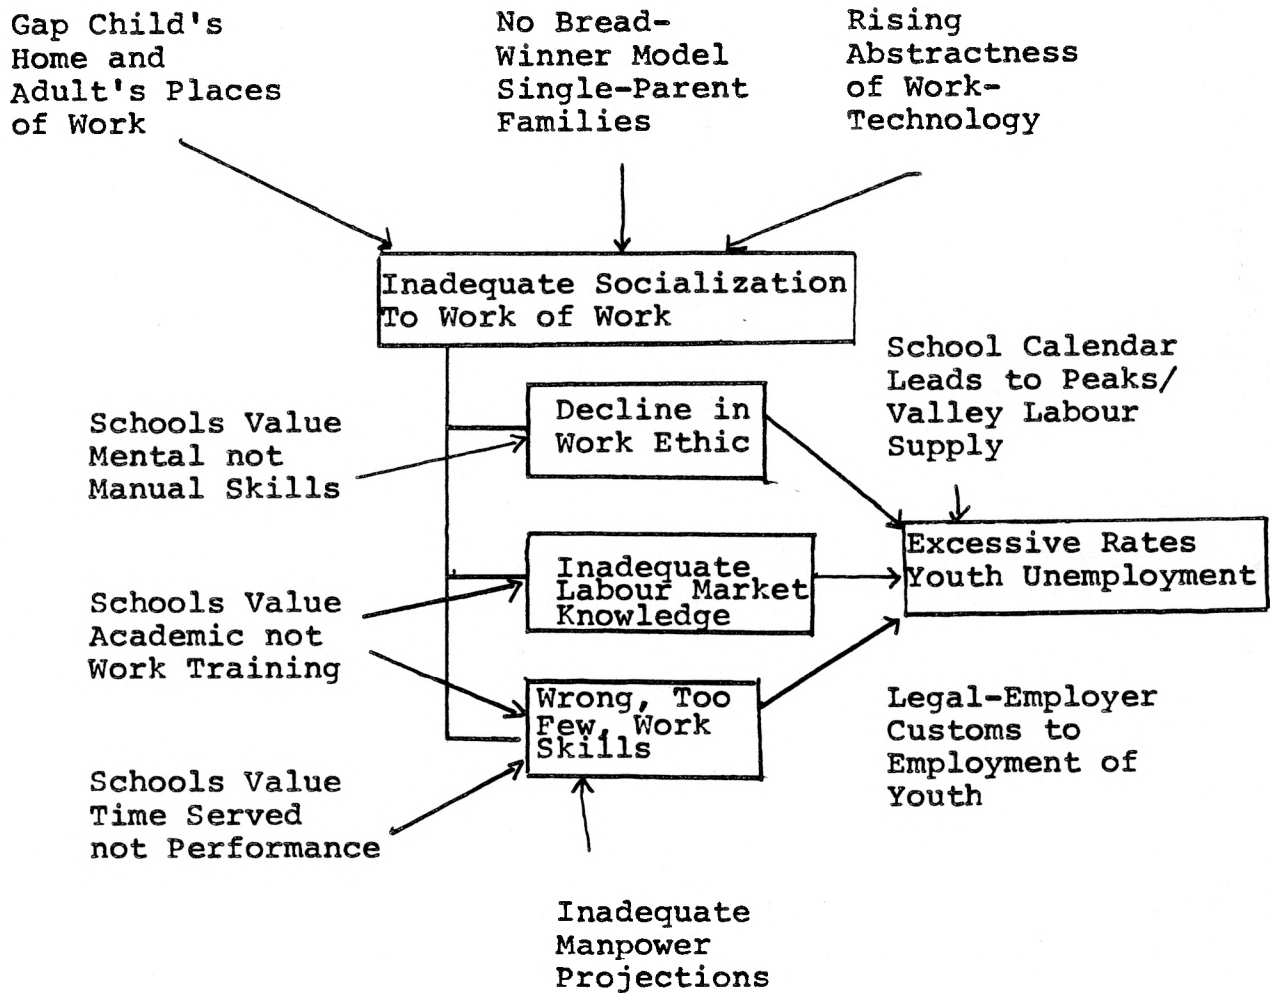 Gap Child's
Home and
Adult's Places
of Work
No Bread-
Winner Model
Single-Parent
Families
Rising
Abstractness
of Work-
Technology
Inadequate Socialization
To Work of Work
School Calendar
Leads to Peaks/
Valley Labour
Supply
Schools Value
Mental not
Manual Skills
Decline in
Work Ethic
Excessive Rates
Youth Unemployment
Inadequate
Labour Market
Knowledge
Schools Value
Academic not
Work Training
Wrong, Too
Few, Work
Skills
Legal-Employer
Customs to
Employment of
Youth
Schools Value
Time Served
not Performance
Inadequate
Manpower
Projections